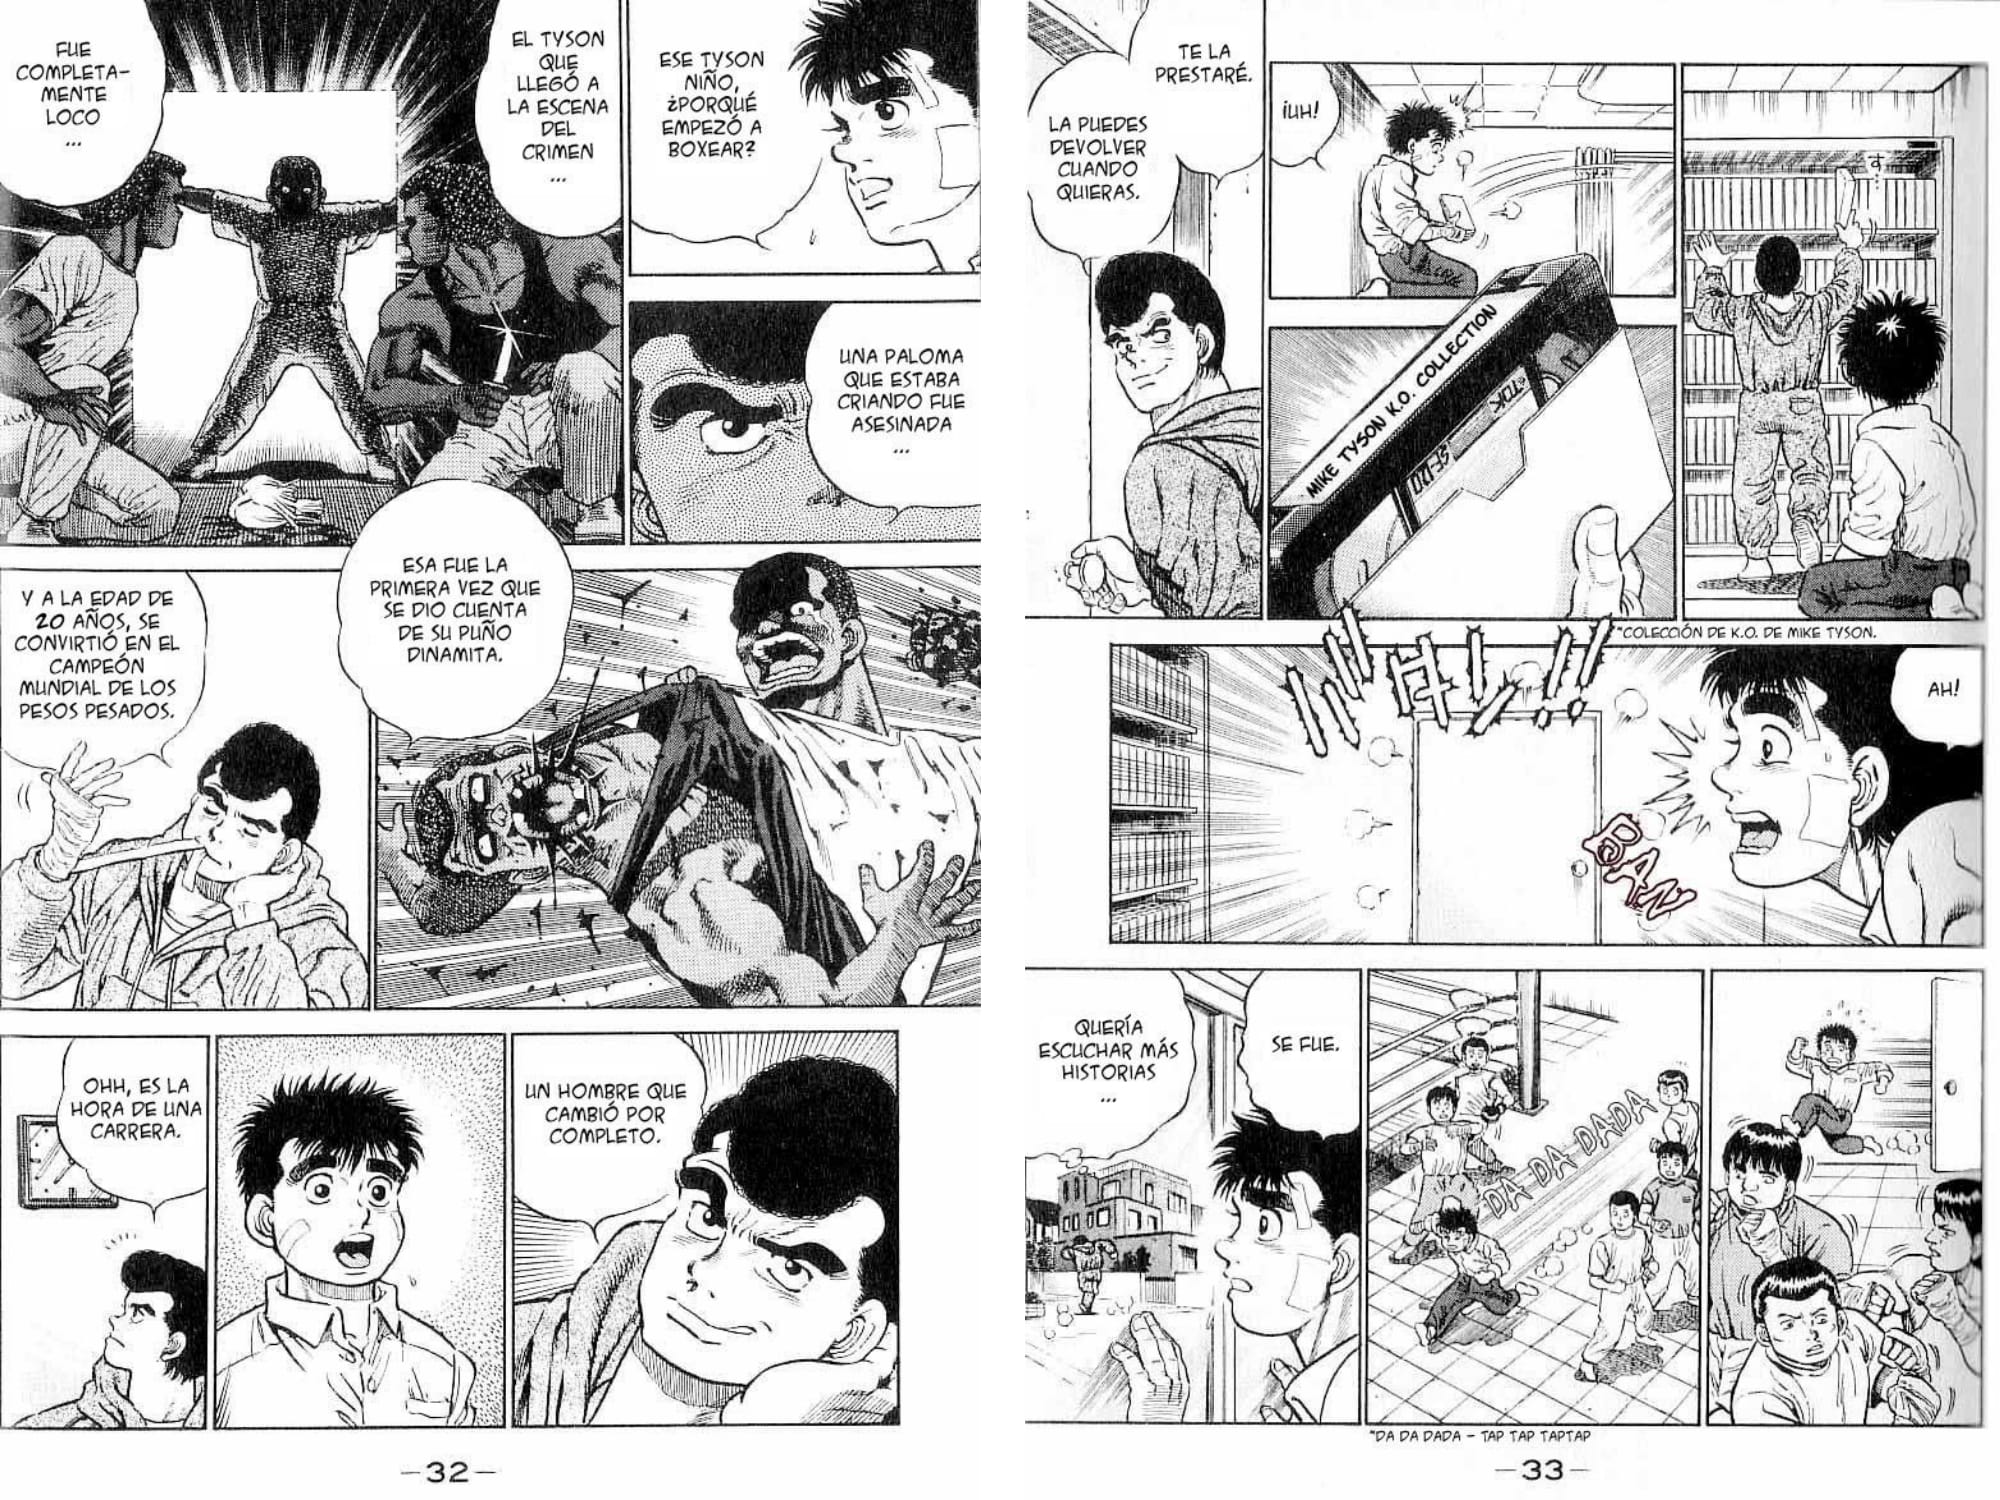 ESE TYSON
NIÑO,
¿PORQUÉ
EMPEZÓ A
BOXEAR?
UNA PALOMA
QUE ESTABA
CRIANDO FUE
ASESINADA
...
EL TYSON
QUE
LLEGÓ A
LA ESCENA
DEL
CRIMEN
...
FUE
COMPLETA-
MENTE
LOCO
...
ESA FUE LA
PRIMERA VEZ QUE
SE DIO CUENTA
DE SU PUÑO
DINAMITA.
Y A LA EDAD DE
20 AÑOS, SE
CONVIRTIÓ EN EL
CAMPEÓN
MUNDIAL DE LOS
PESOS PESADOS.
UN HOMBRE QUE
CAMBIÓ POR
COMPLETO.
OHH, ES LA
HORA DE UNA
CARRERA.
—32—
す…
¡UH!
MIKE TYSON K.O. COLLECTION
TDK
*COLECCIÓN DE K.O. DE MIKE TYSON.
TE LA
PRESTARÉ.
LA PUEDES
DEVOLVER
CUANDO
QUIERAS.
AH!
BAN
DA DA DADA
*DA DA DADA - TAP TAP TAPTAP
SE FUE.
QUERÍA
ESCUCHAR MÁS
HISTORIAS
...
—33—